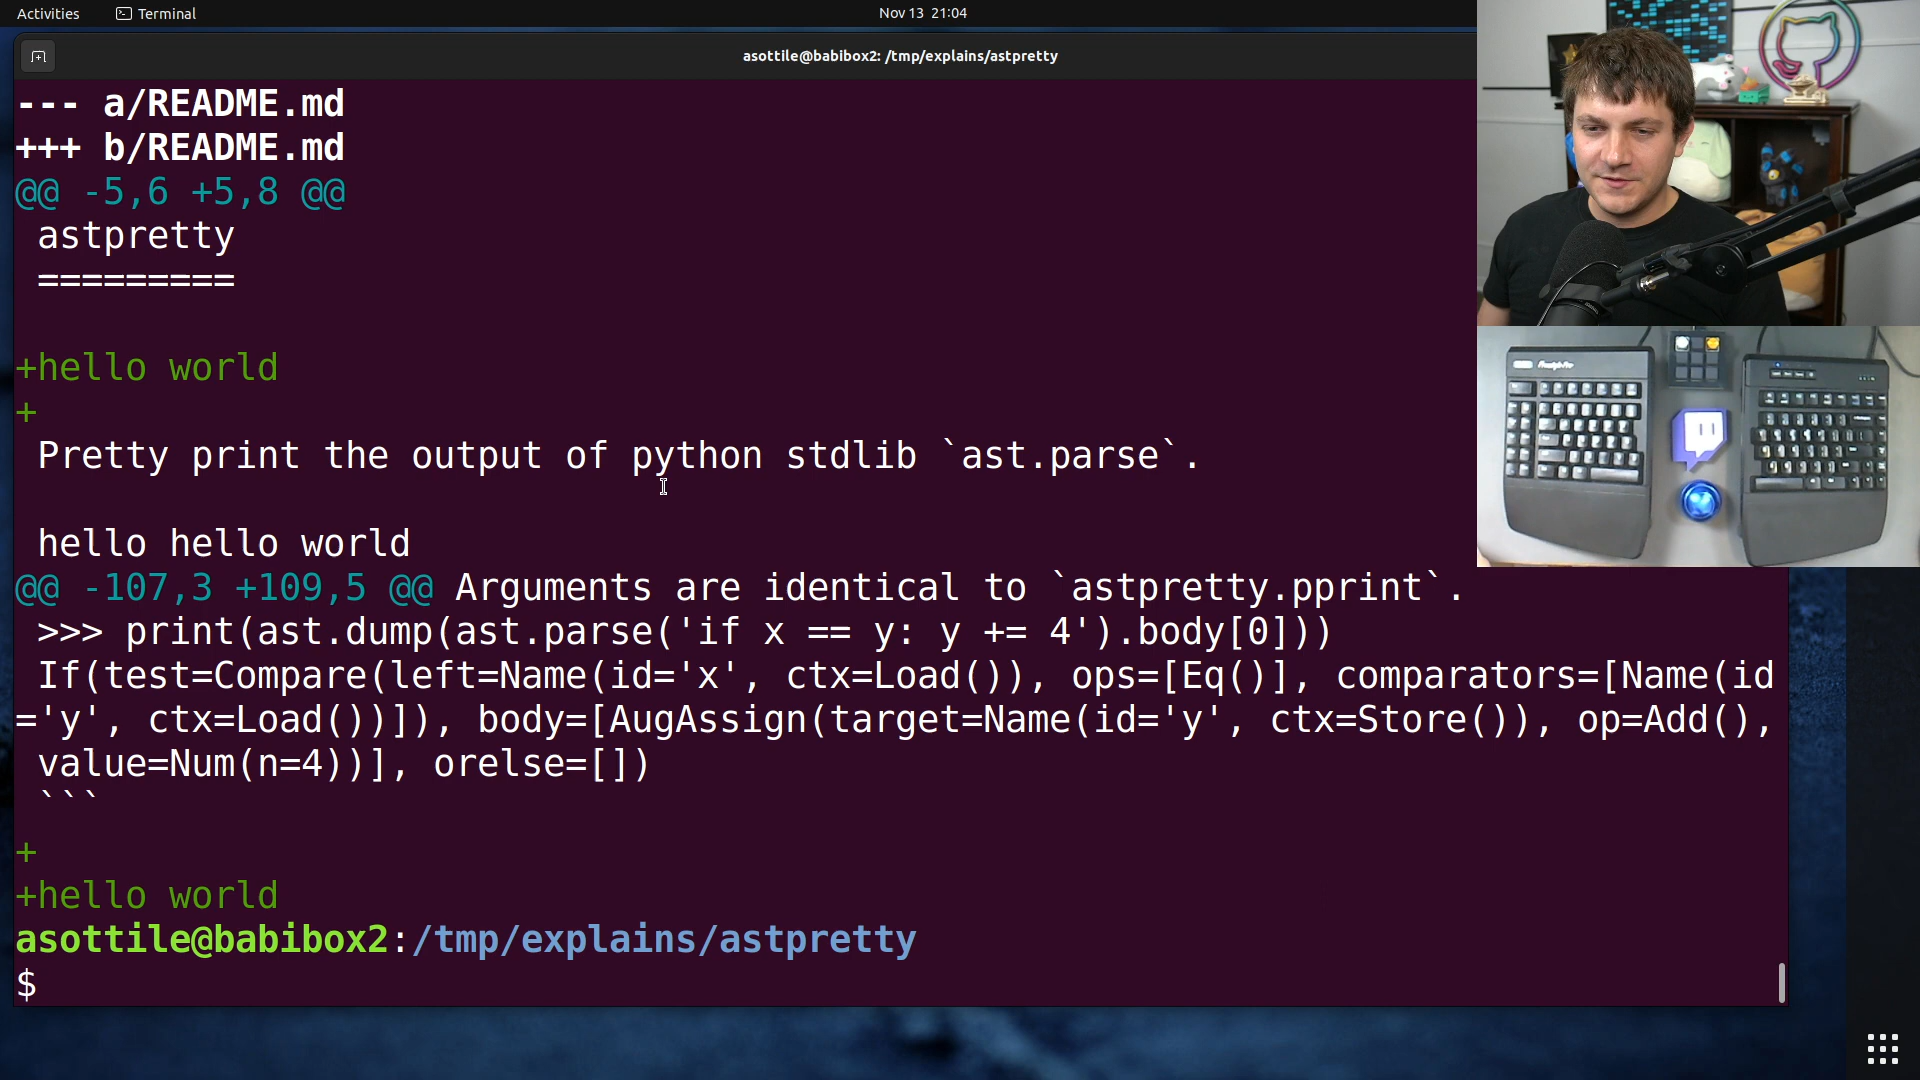 Activities
Terminal
Nov 13 21:04
asottile@babibox2: /tmp/explains/astpretty
--- a/README.md
+++ b/README.md
@@ -5,6 +5,8 @@
 astpretty
 =========
+hello world
+
 Pretty print the output of python stdlib `ast.parse`.
 hello hello world
@@ -107,3 +109,5 @@ Arguments are identical to `astpretty.pprint`.
 >>> print(ast.dump(ast.parse('if x == y: y += 4').body[0]))
 If(test=Compare(left=Name(id='x', ctx=Load()), ops=[Eq()], comparators=[Name(id
='y', ctx=Load())]), body=[AugAssign(target=Name(id='y', ctx=Store()), op=Add(),
 value=Num(n=4))], orelse=[])
 ```
+
+hello world
asottile@babibox2:/tmp/explains/astpretty
$